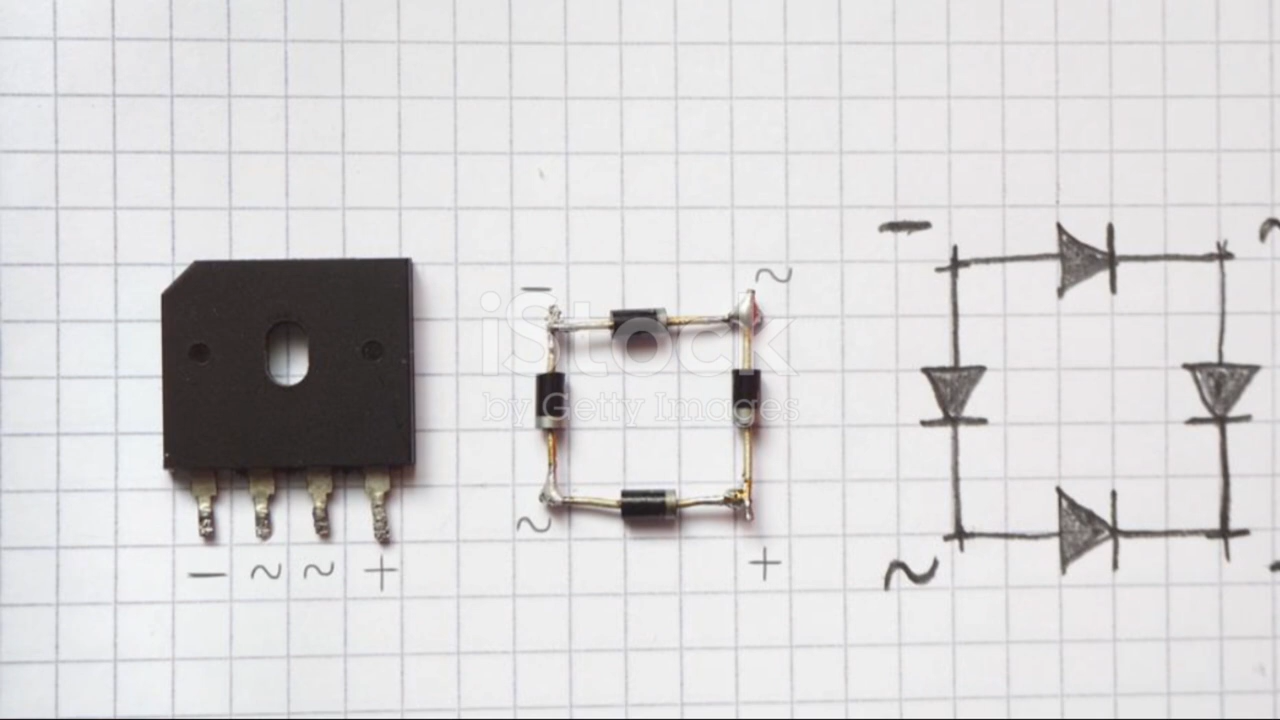 −
~
iStock
by Getty Images
−
~
~
+
− ~ ~ +
~